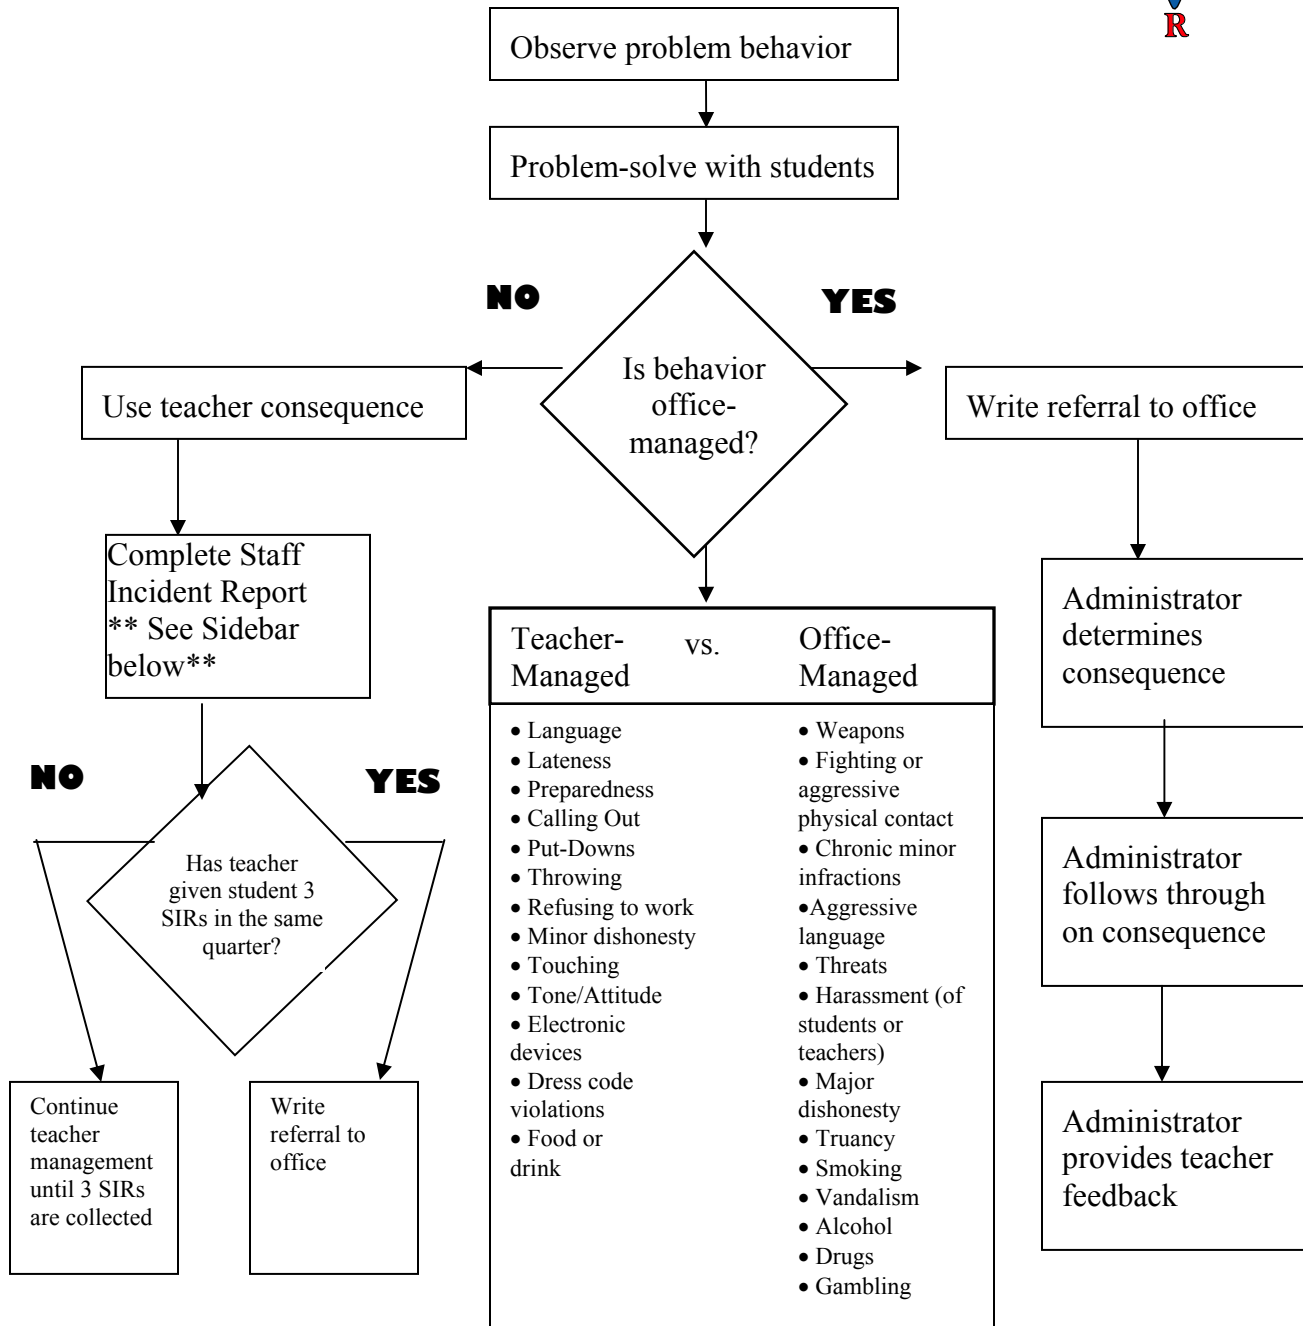 R
Observe problem behavior
Problem-solve with students
NO
YES
Is behavior
office-
managed?
Use teacher consequence
Write referral to office
Complete Staff
Incident Report
** See Sidebar
below**
Administrator
determines
consequence
Teacher-
Managed
vs.
Office-
Managed
• Language
• Lateness
• Preparedness
• Calling Out
• Put-Downs
• Throwing
• Refusing to work
• Minor dishonesty
• Touching
• Tone/Attitude
• Electronic
devices
• Dress code
violations
• Food or
drink
• Weapons
• Fighting or
aggressive
physical contact
• Chronic minor
infractions
•Aggressive
language
• Threats
• Harassment (of
students or
teachers)
• Major
dishonesty
• Truancy
• Smoking
• Vandalism
• Alcohol
• Drugs
• Gambling
NO
YES
Has teacher
given student 3
SIRs in the same
quarter?
Administrator
follows through
on consequence
Continue
teacher
management
until 3 SIRs
are collected
Write
referral to
office
Administrator
provides teacher
feedback